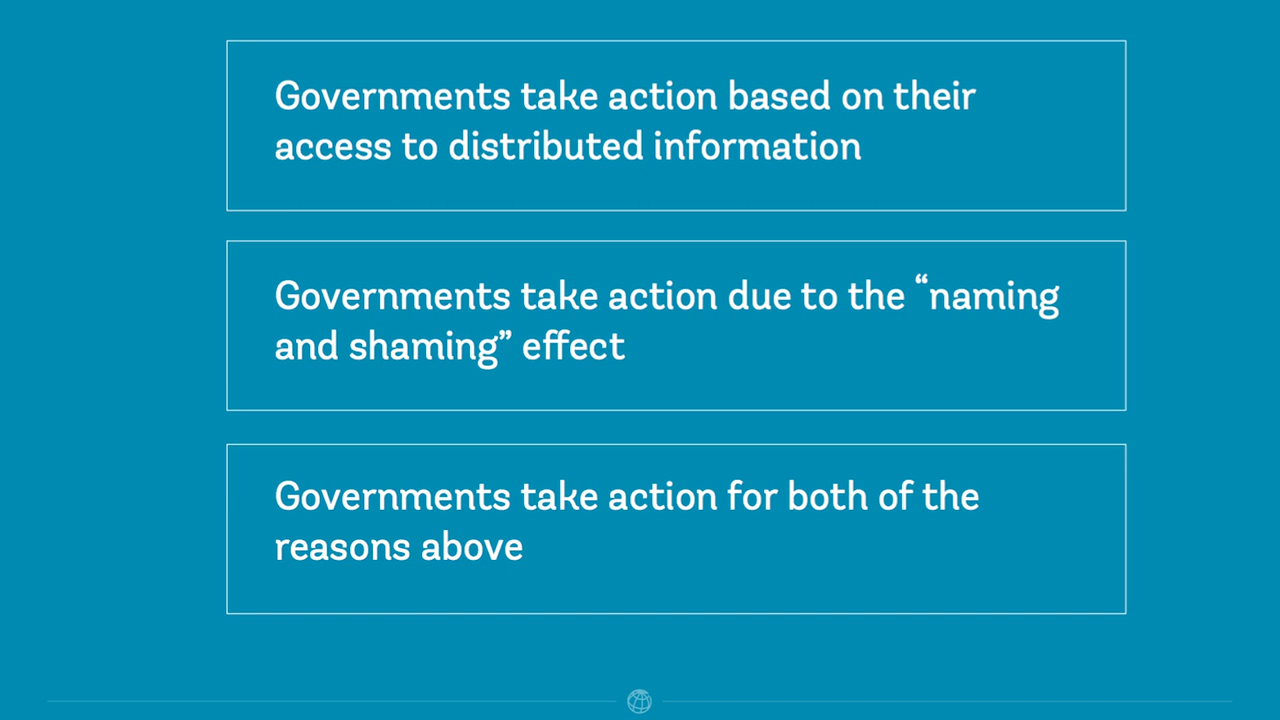 Governments take action based on their
access to distributed information
Governments take action due to the “naming
and shaming” effect
Governments take action for both of the
reasons above